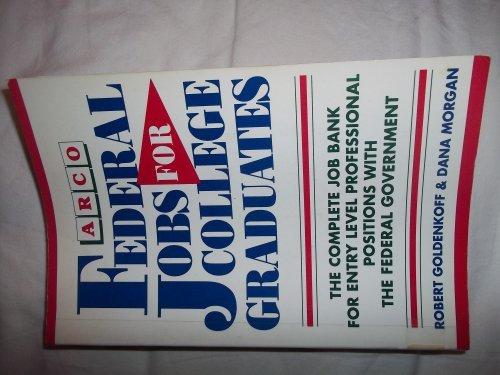 ARCO
FEDERAL
JOBS FOR
COLLEGE
GRADUATES
THE COMPLETE JOB BANK
FOR ENTRY LEVEL PROFESSIONAL
POSITIONS WITH
THE FEDERAL GOVERNMENT
ROBERT GOLDENKOFF & DANA MORGAN